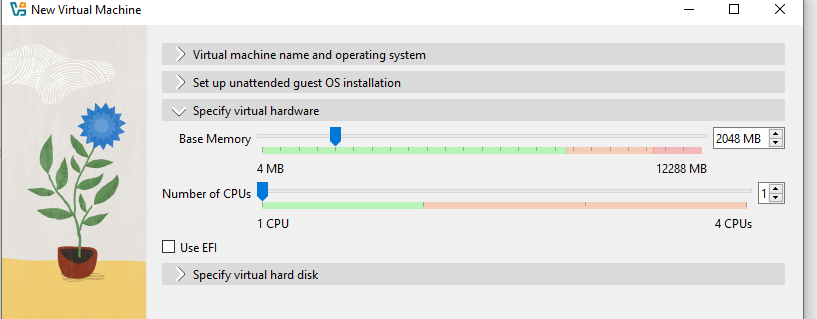 New Virtual Machine
Virtual machine name and operating system
Set up unattended guest OS installation
Specify virtual hardware
Base Memory 2048 MB
4 MB 12288 MB
Number of CPUs 1
1 CPU 4 CPUs
Use EFI
Specify virtual hard disk